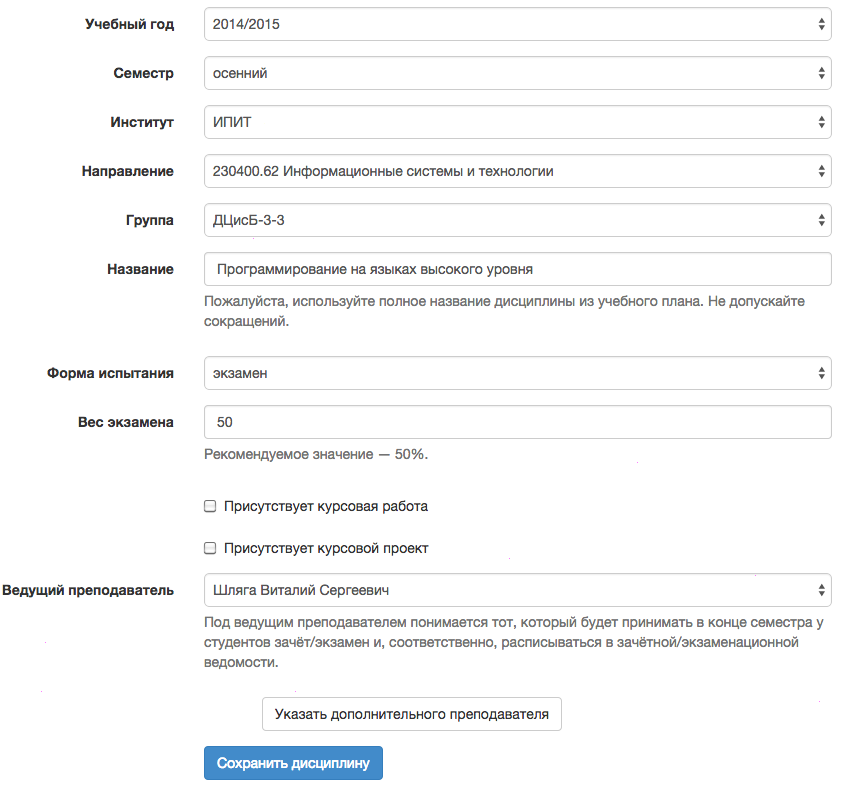 Учебный год 2014/2015
Семестр осенний
Институт ИПИТ
Направление 230400.62 Информационные системы и технологии
Группа ДЦисБ-3-3
Название Программирование на языках высокого уровня
Пожалуйста, используйте полное название дисциплины из учебного плана. Не допускайте
сокращений.
Форма испытания экзамен
Вес экзамена 50
Рекомендуемое значение — 50%.
Присутствует курсовая работа
Присутствует курсовой проект
Ведущий преподаватель Шляга Виталий Сергеевич
Под ведущим преподавателем понимается тот, который будет принимать в конце семестра у
студентов зачёт/экзамен и, соответственно, расписываться в зачётной/экзаменационной
ведомости.
Указать дополнительного преподавателя
Сохранить дисциплину